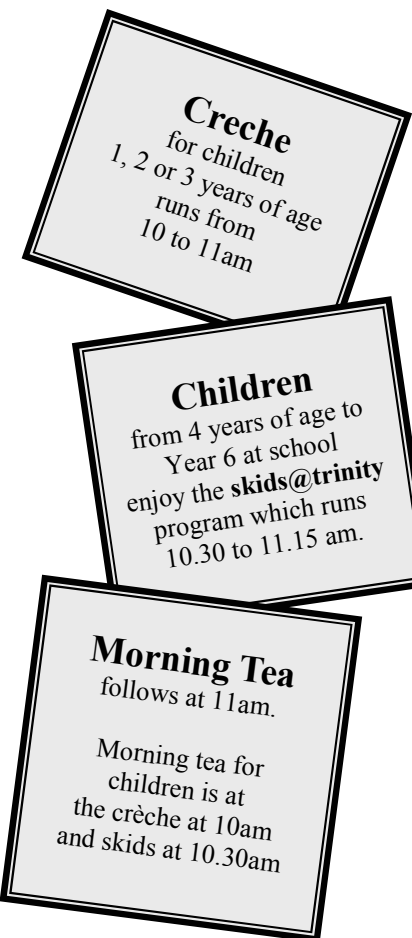 Creche
for children
1, 2 or 3 years of age
runs from
10 to 11am
Children
from 4 years of age to
Year 6 at school
enjoy the skids@trinity
program which runs
10.30 to 11.15 am.
Morning Tea
follows at 11am.
Morning tea for
children is at
the crèche at 10am
and skids at 10.30am